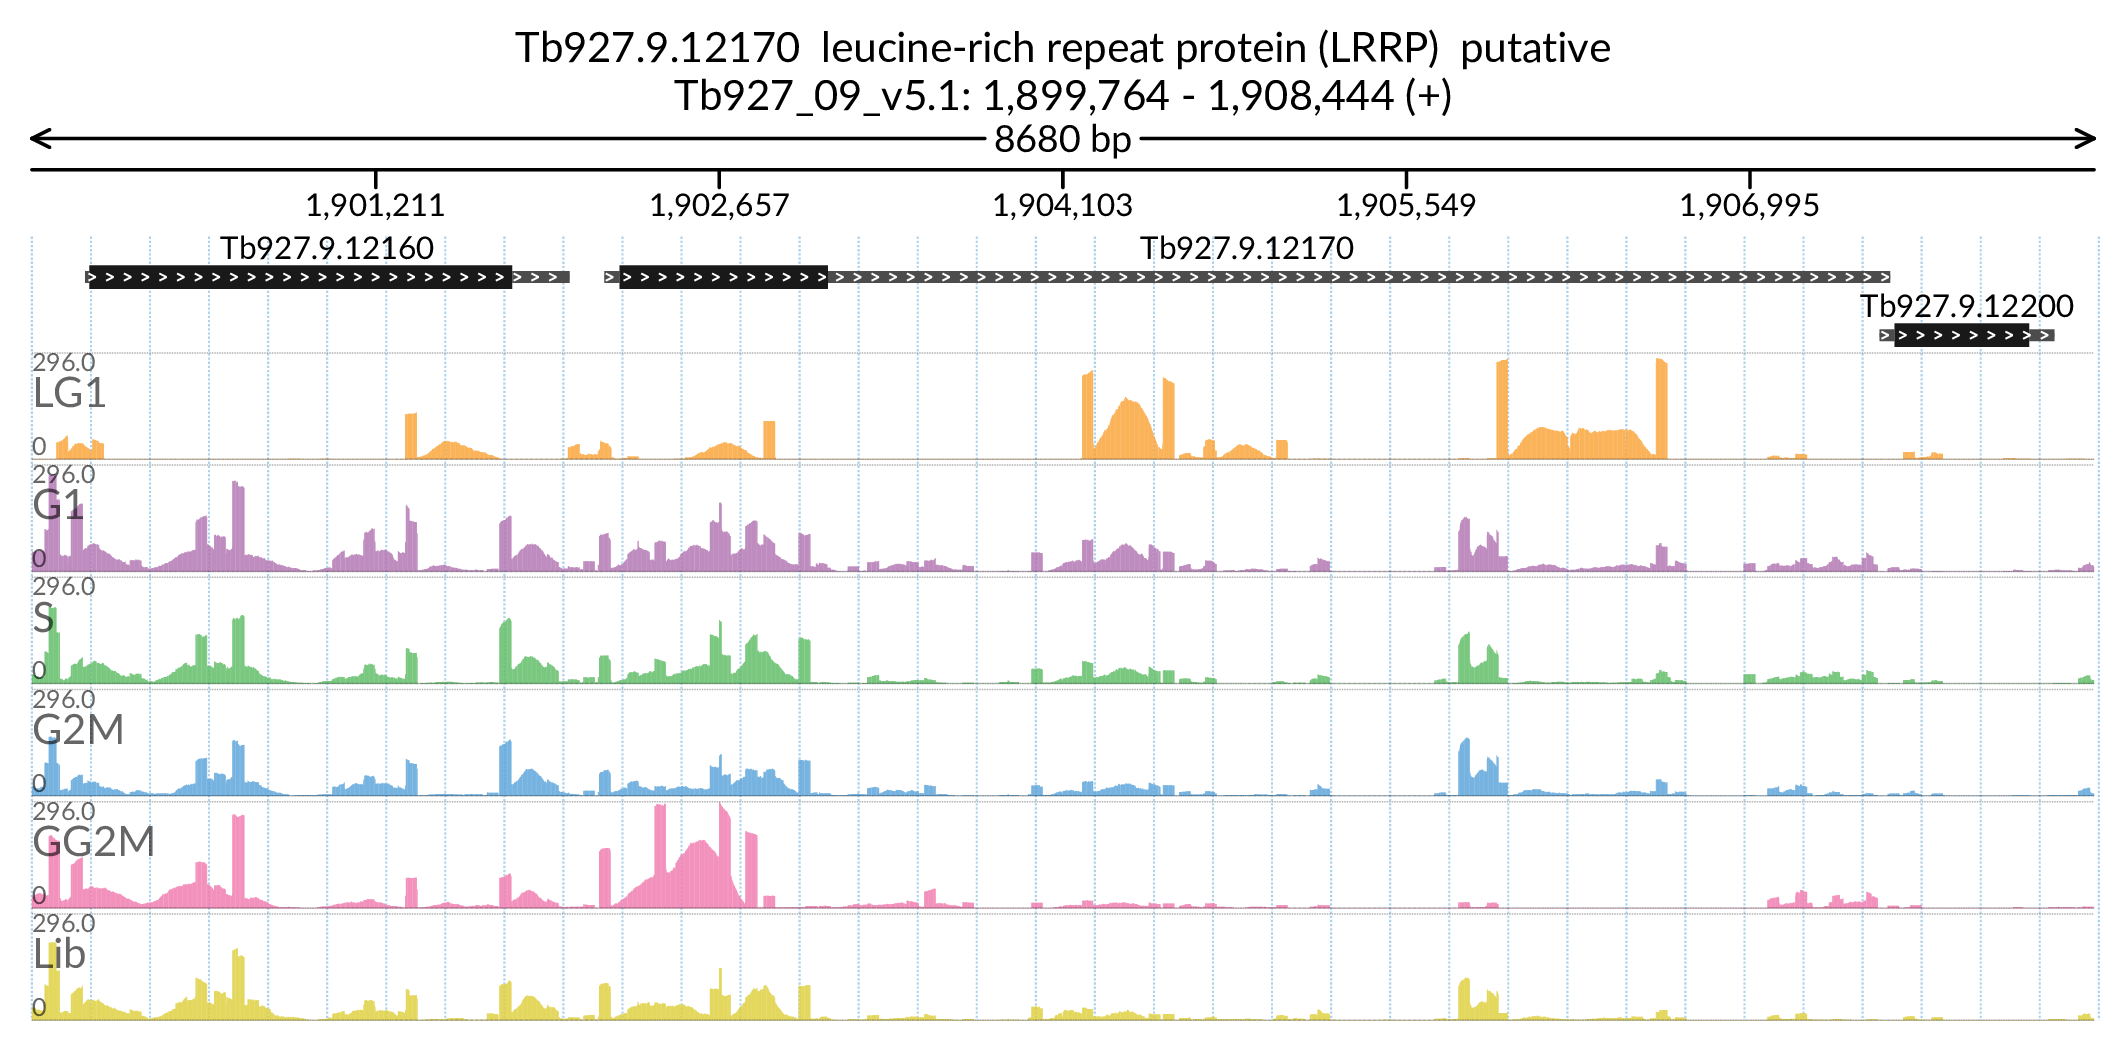 Tb927.9.12170  leucine-rich repeat protein (LRRP)  putative
Tb927_09_v5.1: 1,899,764 - 1,908,444 (+)
8680 bp
1,901,211 1,902,657 1,904,103 1,905,549 1,906,995
Tb927.9.12160 Tb927.9.12170
Tb927.9.12200
296.0
LG1
0
296.0
G1
0
296.0
S
0
296.0
G2M
0
296.0
GG2M
0
296.0
Lib
0